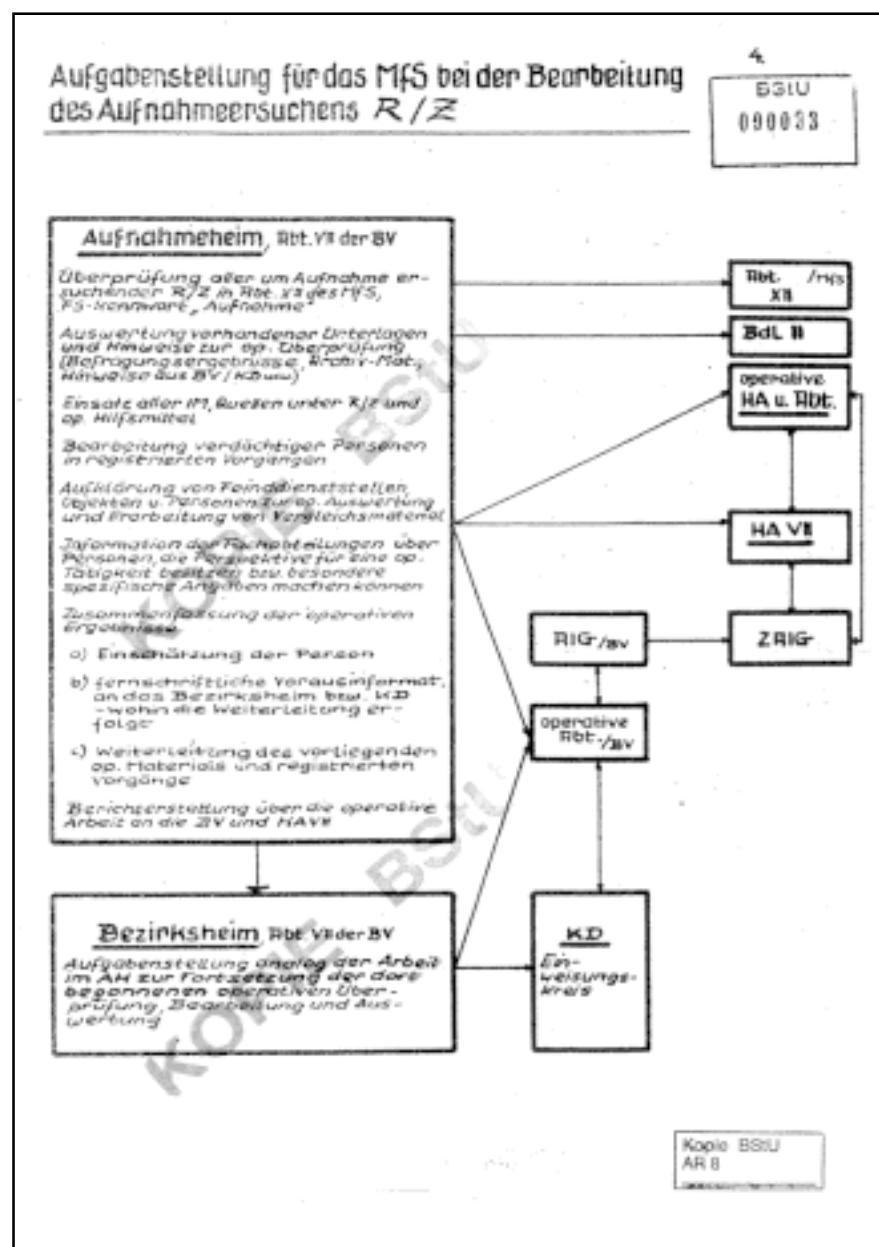 4.
Aufgabenstellung für das MfS bei der Bearbeitung
des Aufnahmeersuchens R/Z
BStU
090033
Aufnahmeheim, Abt. VII der BV
Überprüfung aller um Aufnahme er-
suchender R/Z in Abt. XII des MfS,
FS-Kennwort „Aufnahme"
Auswertung vorhandener Unterlagen
und Hinweise zur op. Überprüfung
(Befragungsergebnisse, Archiv-Mat.,
Hinweise aus BV/KD usw)
Einsatz aller IM, Quellen unter R/Z und
op. Hilfsmittel
Bearbeitung verdächtiger Personen
in registrierten Vorgängen
Aufklärung von Feinddienststellen,
Objekten u. Personen zur op. Auswertung
und Erarbeitung von Vergleichsmaterial
Information der Fachabteilungen über
Personen, die Perspektive für eine op.
Tätigkeit besitzen bzw. besondere
spezifische Angaben machen können
Zusammenfassung der operativen
Ergebnisse
a) Einschätzung der Person
b) fernschriftliche Vorausinformat.
an das Bezirksheim bzw. KD
-wohin die Weiterleitung er-
folgt
c) Weiterleitung des vorliegenden
op. Materials und registrierten
Vorgänge
Berichterstattung über die operative
Arbeit an die BV und HA VII
Abt. /MfS
XII
BdL II
operative
HA u. Abt.
HA VII
AIG/BV
ZAIG
operative
Abt./BV
Bezirksheim, Abt VII der BV
Aufgabenstellung analog der Arbeit
im AH zur Fortsetzung der dort
begonnenen operativen Über-
prüfung, Bearbeitung und Aus-
wertung
KD
Ein-
weisungs-
kreis
KOPIE BStU
KOPIE BStU
Kopie BStU
AR 8